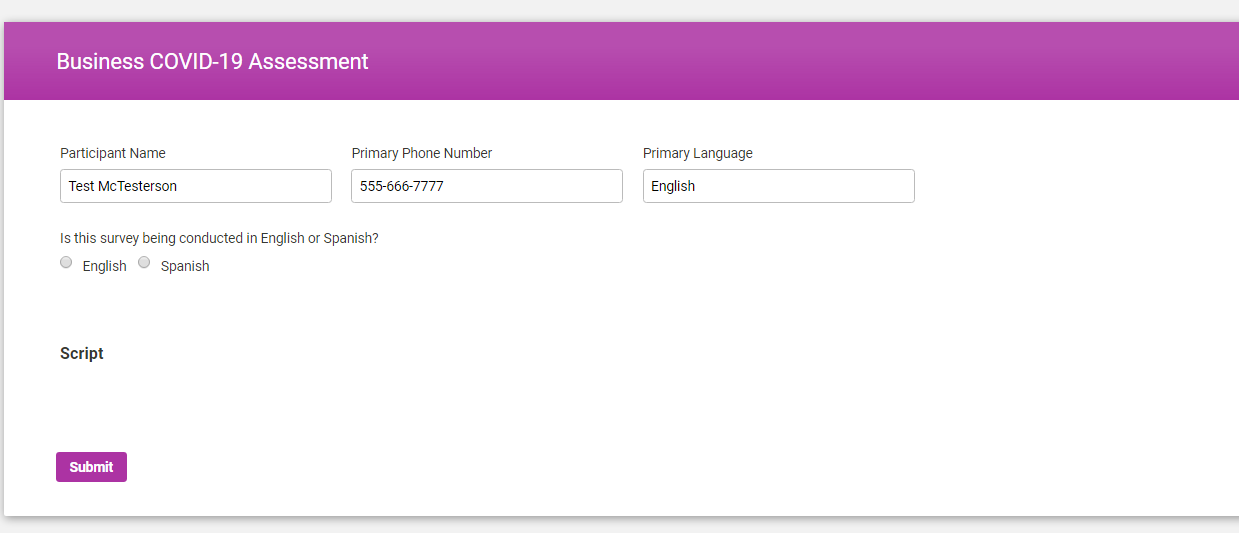 Business COVID-19 Assessment
Participant Name Primary Phone Number Primary Language
Test McTesterson 555-666-7777 English
Is this survey being conducted in English or Spanish?
English Spanish
Script
Submit